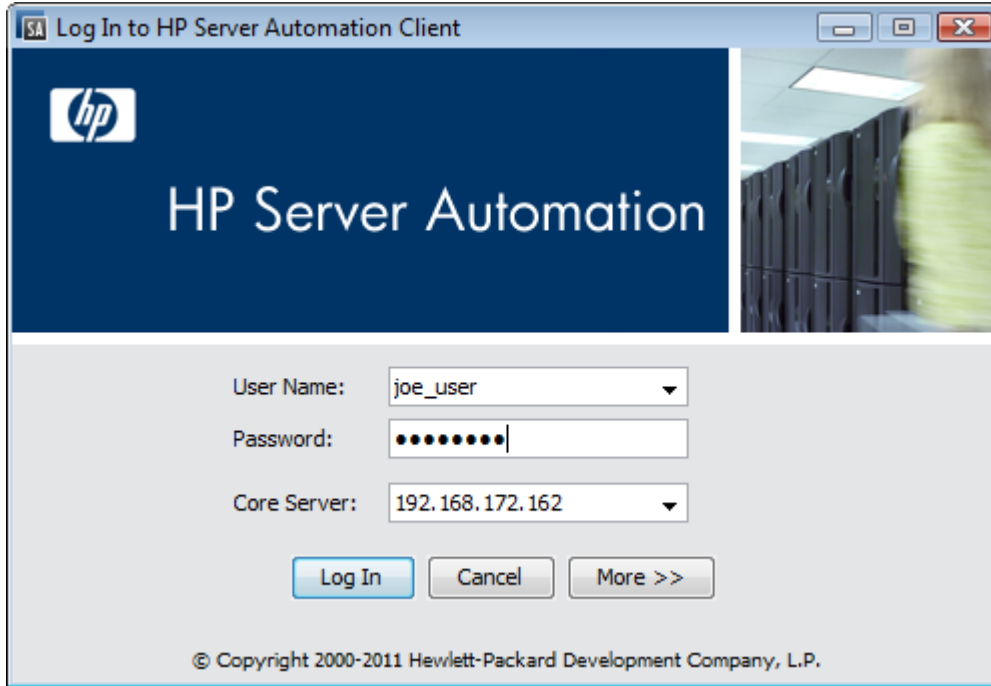 SA Log In to HP Server Automation Client
hp
HP Server Automation
User Name: joe_user
Password: ●●●●●●●●
Core Server: 192.168.172.162
Log In Cancel More >>
© Copyright 2000-2011 Hewlett-Packard Development Company, L.P.